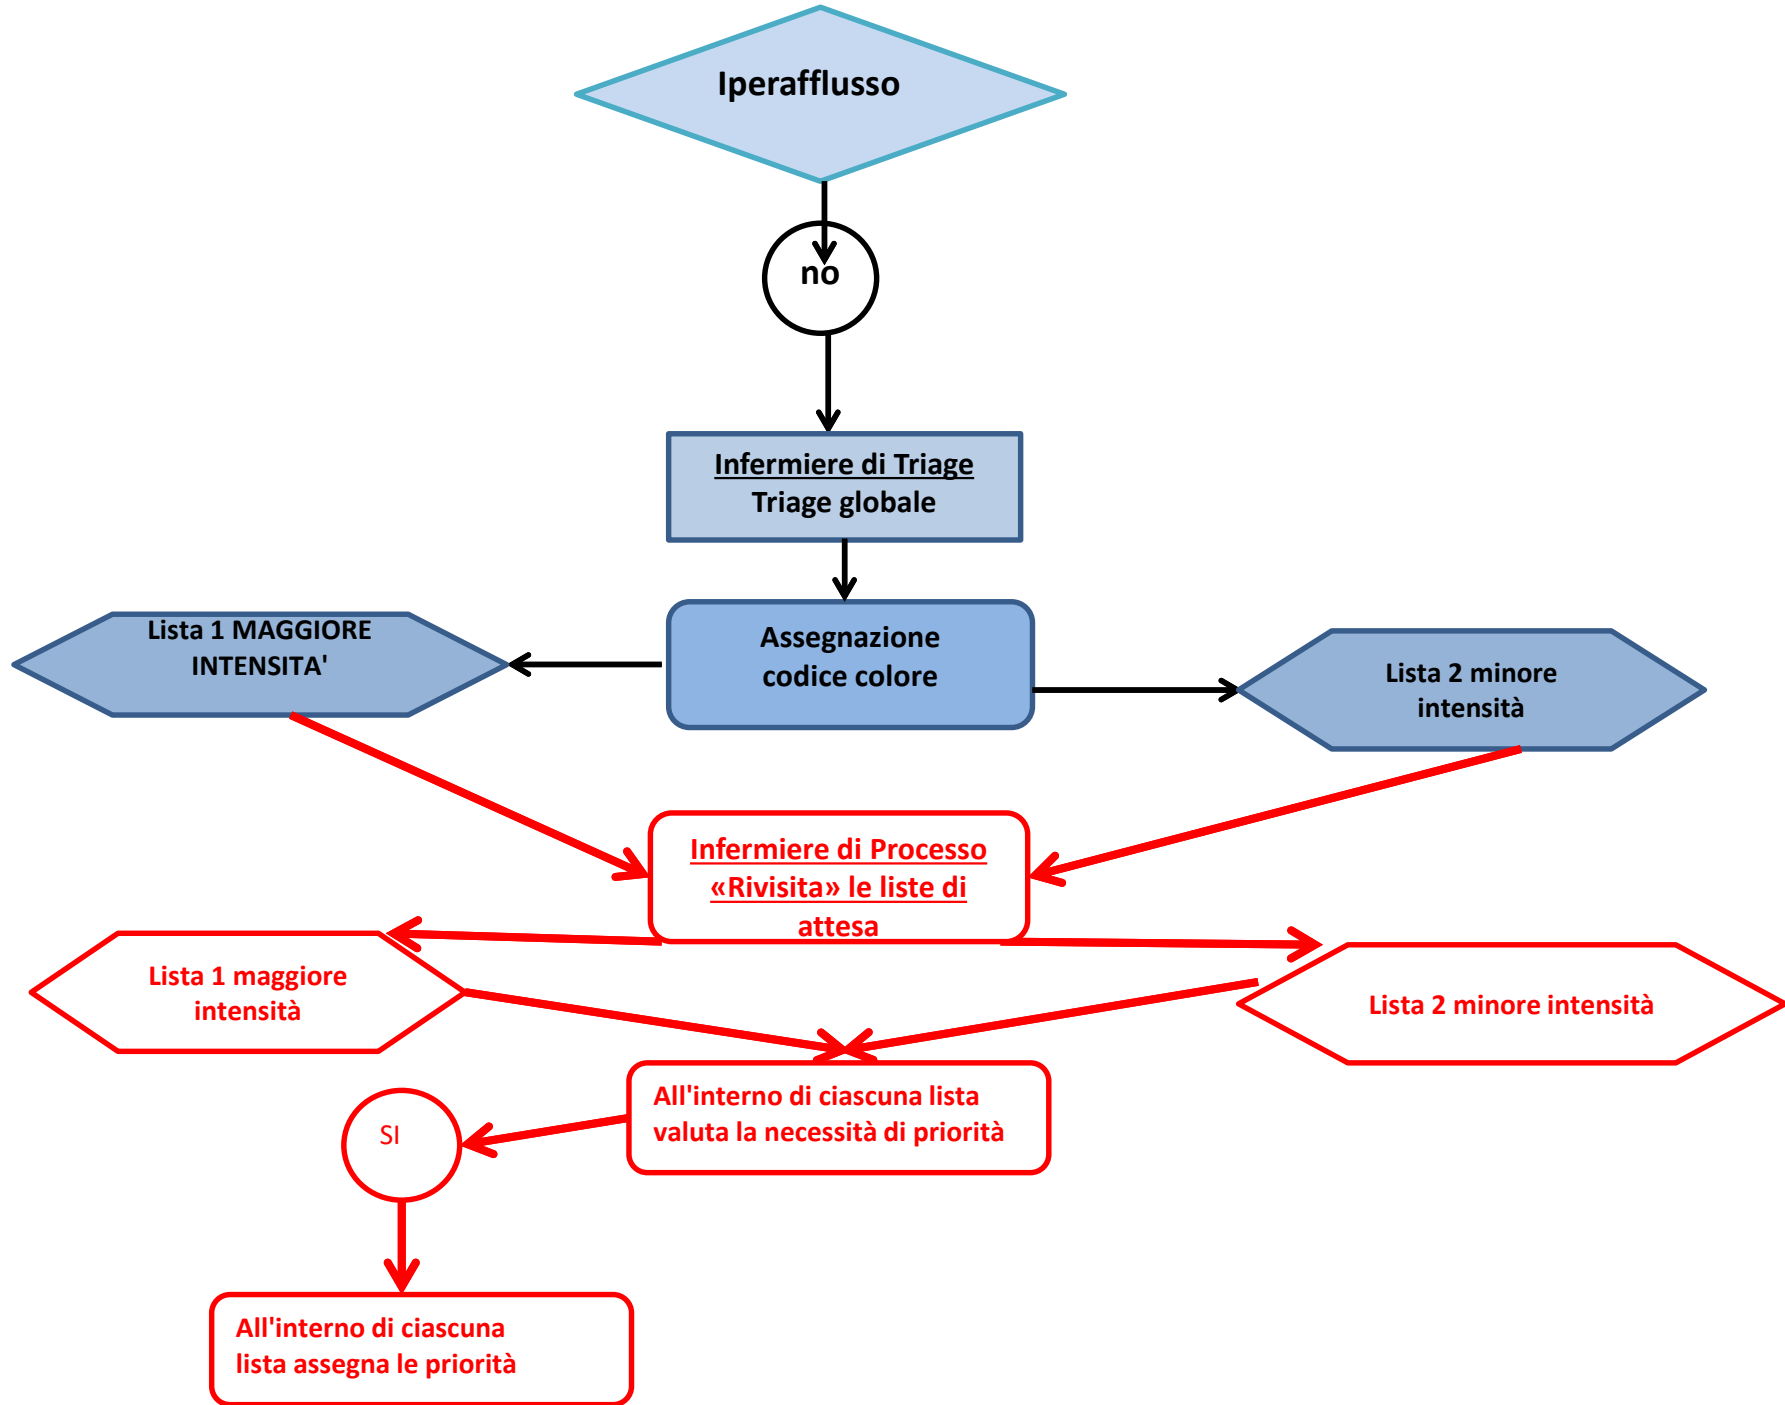 Iperafflusso
no
Infermiere di Triage
Triage globale
Lista 1 MAGGIORE
INTENSITA'
Assegnazione
codice colore
Lista 2 minore
intensità
Infermiere di Processo
«Rivisita» le liste di
attesa
Lista 1 maggiore
intensità
Lista 2 minore intensità
All'interno di ciascuna lista
valuta la necessità di priorità
SI
All'interno di ciascuna
lista assegna le priorità